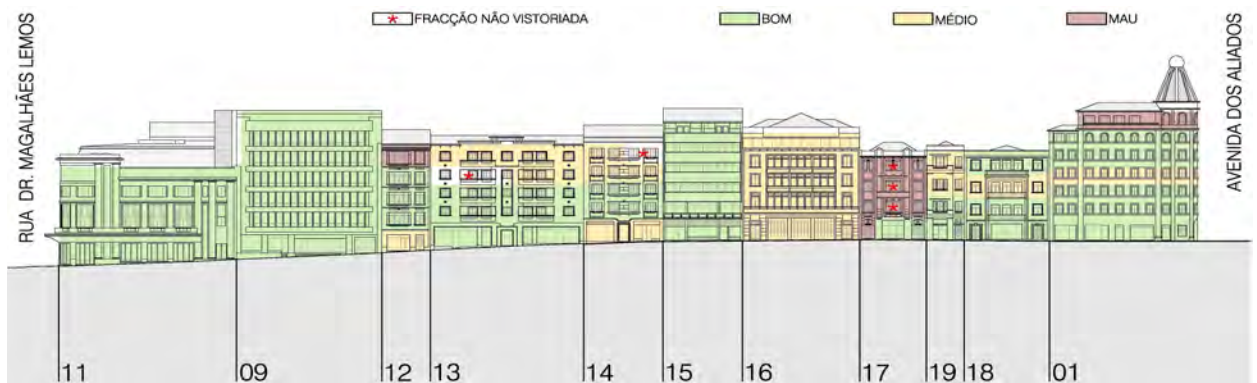 FRACÇÃO NÃO VISTORIADA
BOM
MÉDIO
MAU
RUA DR. MAGALHÃES LEMOS
AVENIDA DOS ALIADOS
11
09
12
13
14
15
16
17
19
18
01